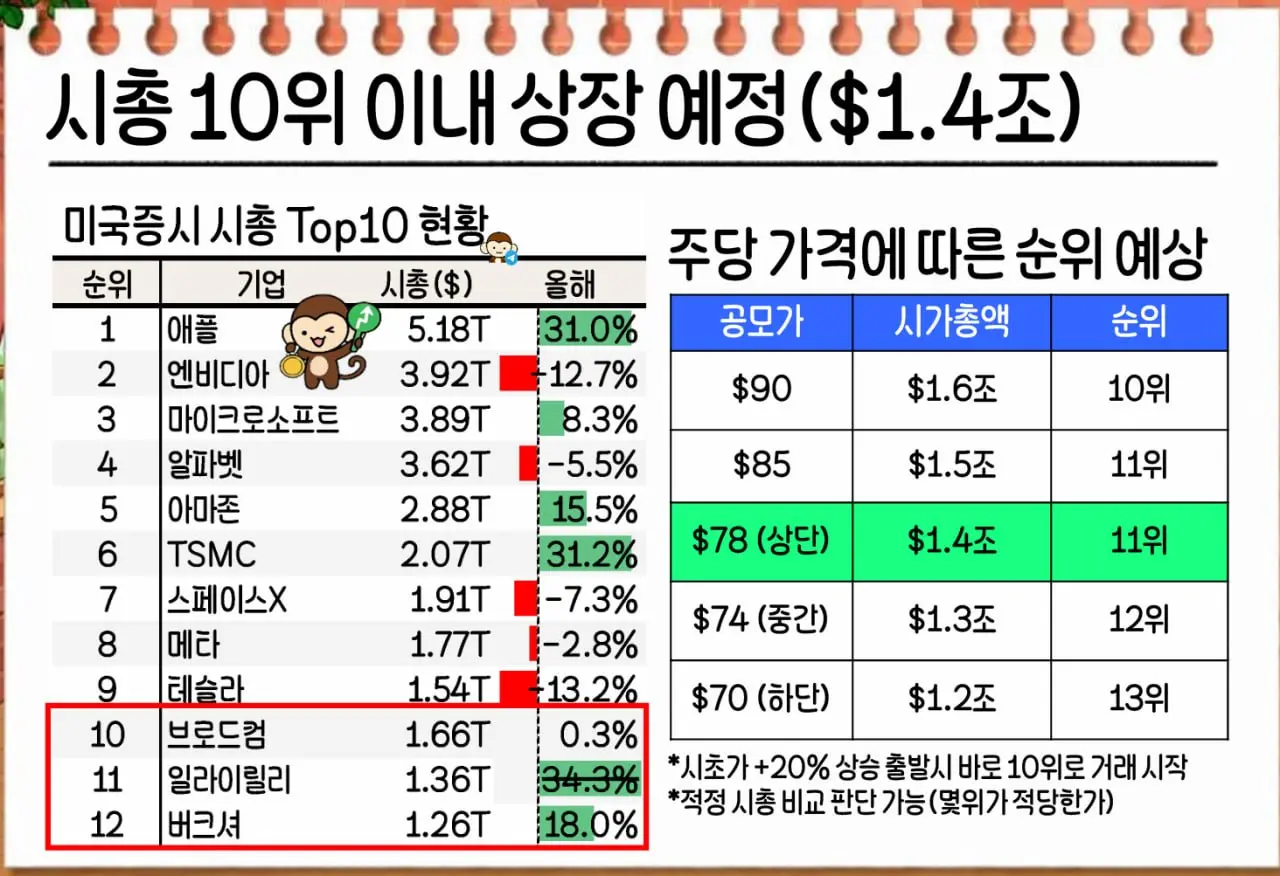 시총 10위 이내 상장 예정($1.4조)
미국증시 시총 Top10 현황
순위 기업 시총($) 올해
1 애플 5.18T 31.0%
2 엔비디아 3.92T -12.7%
3 마이크로소프트 3.89T 8.3%
4 알파벳 3.62T -5.5%
5 아마존 2.88T 15.5%
6 TSMC 2.07T 31.2%
7 스페이스X 1.91T -7.3%
8 메타 1.77T -2.8%
9 테슬라 1.54T -13.2%
10 브로드컴 1.66T 0.3%
11 일라이릴리 1.36T 34.3%
12 버크셔 1.26T 18.0%
주당 가격에 따른 순위 예상
공모가 시가총액 순위
$90 $1.6조 10위
$85 $1.5조 11위
$78 (상단) $1.4조 11위
$74 (중간) $1.3조 12위
$70 (하단) $1.2조 13위
*시초가 +20% 상승 출발시 바로 10위로 거래 시작
*적정 시총 비교 판단 가능(몇위가 적당한가)